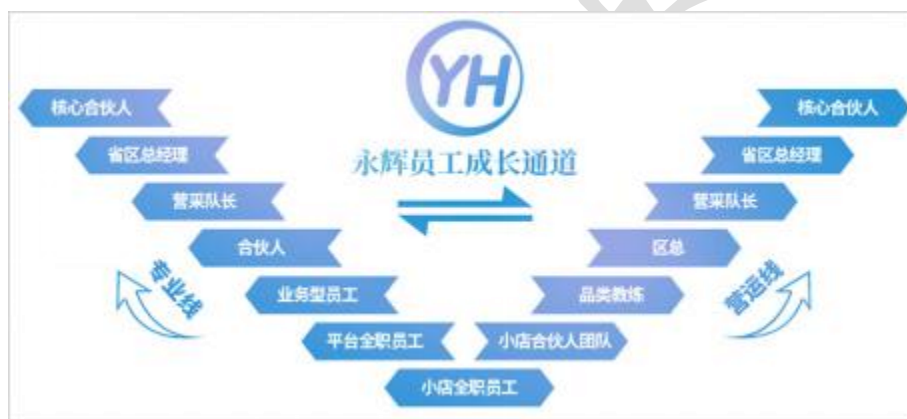 YH
永辉员工成长通道
核心合伙人
省区总经理
营采队长
合伙人
业务型员工
平台全职员工
专业线
核心合伙人
省区总经理
营采队长
区总
品类教练
小店合伙人团队
营运线
小店全职员工